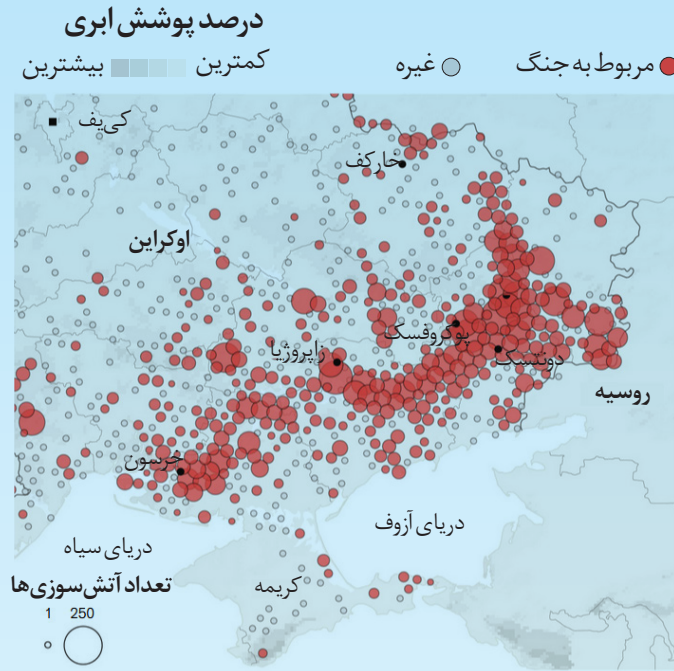 درصد پوشش ابری
مربوط به جنگ
غیره
کمترین
بیشترین
کی‌یف
خارکف
اوکراین
پوکروفسک
زاپروژیا
دونتسک
روسیه
خرسون
دریای آزوف
دریای سیاه
کریمه
تعداد آتش‌سوزی‌ها
1 250